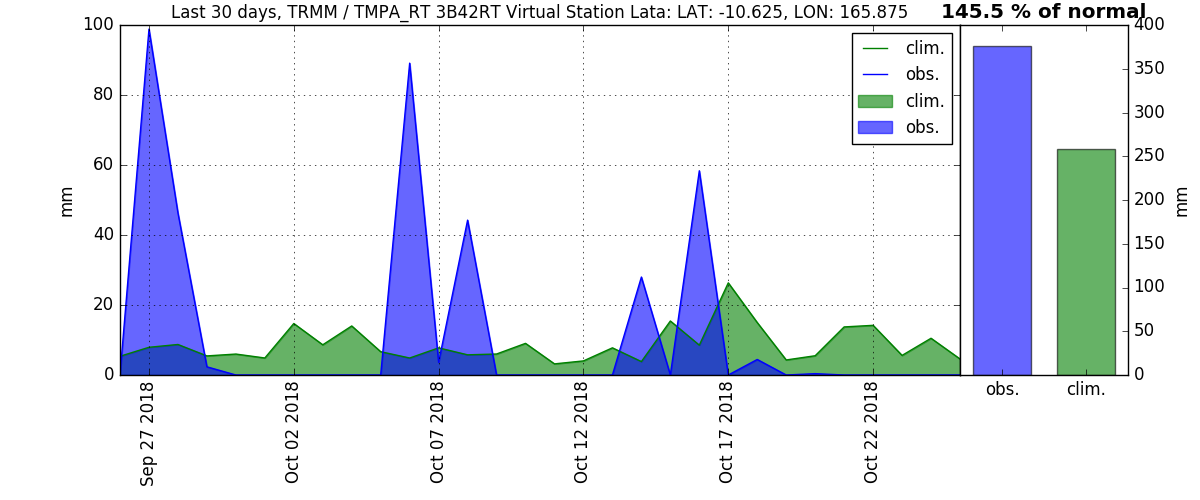 Last 30 days, TRMM / TMPA_RT 3B42RT Virtual Station Lata: LAT: -10.625, LON: 165.875
145.5 % of normal
100
80
60
40
20
0
mm
clim.
obs.
clim.
obs.
Sep 27 2018
Oct 02 2018
Oct 07 2018
Oct 12 2018
Oct 17 2018
Oct 22 2018
400
350
300
250
200
150
100
50
0
mm
obs.
clim.